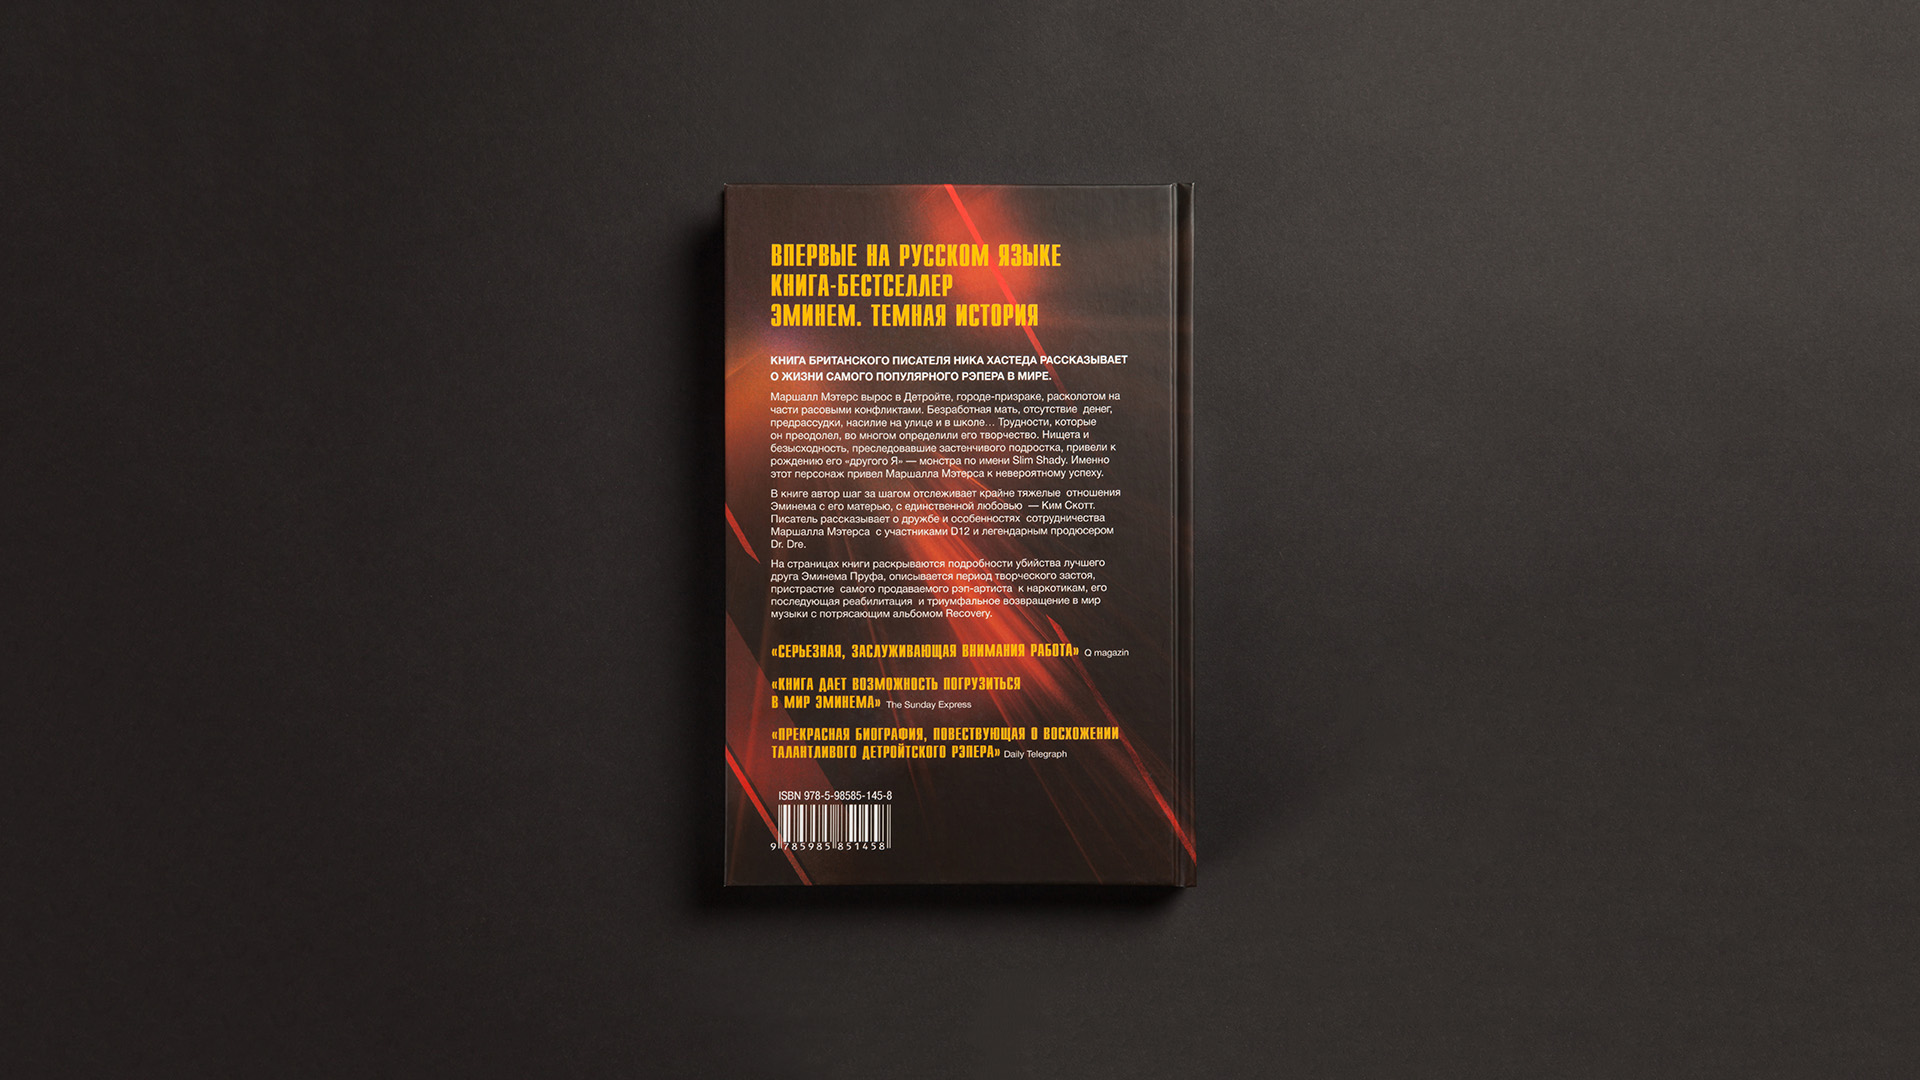 ВПЕРВЫЕ НА РУССКОМ ЯЗЫКЕ
КНИГА-БЕСТСЕЛЛЕР
ЭМИНЕМ. ТЕМНАЯ ИСТОРИЯ
КНИГА БРИТАНСКОГО ПИСАТЕЛЯ НИКА ХАСТЕДА РАССКАЗЫВАЕТ
О ЖИЗНИ САМОГО ПОПУЛЯРНОГО РЭПЕРА В МИРЕ.
Маршалл Мэтерс вырос в Детройте, городе-призраке, расколотом на
части расовыми конфликтами. Безработная мать, отсутствие денег,
предрассудки, насилие на улице и в школе... Трудности, которые
он преодолел, во многом определили его творчество. Нищета и
безысходность, преследовавшие застенчивого подростка, привели к
рождению его «другого Я» — монстра по имени Slim Shady. Именно
этот персонаж привел Маршалла Мэтерса к невероятному успеху.
В книге автор шаг за шагом отслеживает крайне тяжелые отношения
Эминема с его матерью, с единственной любовью — Ким Скотт.
Писатель рассказывает о дружбе и особенностях сотрудничества
Маршалла Мэтерса с участниками D12 и легендарным продюсером
Dr. Dre.
На страницах книги раскрываются подробности убийства лучшего
друга Эминема Пруфа, описывается период творческого застоя,
пристрастие самого продаваемого рэп-артиста к наркотикам, его
последующая реабилитация и триумфальное возвращение в мир
музыки с потрясающим альбомом Recovery.
«СЕРЬЕЗНАЯ, ЗАСЛУЖИВАЮЩАЯ ВНИМАНИЯ РАБОТА» Q magazin
«КНИГА ДАЕТ ВОЗМОЖНОСТЬ ПОГРУЗИТЬСЯ
В МИР ЭМИНЕМА» The Sunday Express
«ПРЕКРАСНАЯ БИОГРАФИЯ, ПОВЕСТВУЮЩАЯ О ВОСХОЖЕНИИ
ТАЛАНТЛИВОГО ДЕТРОЙТСКОГО РЭПЕРА» Daily Telegraph
ISBN 978-5-98585-145-8
9 785985 851458